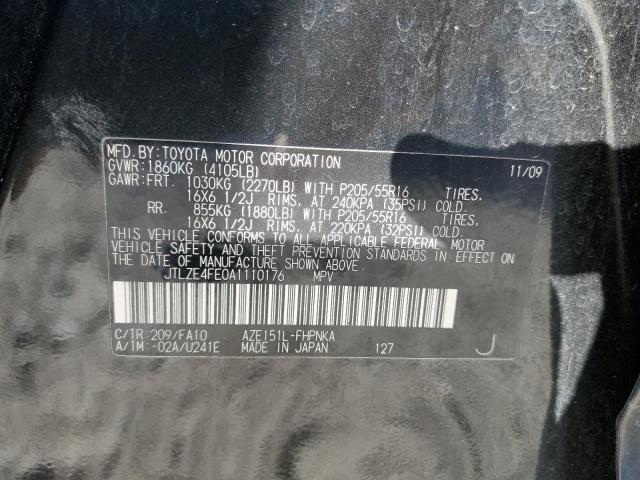 MFD. BY: TOYOTA MOTOR CORPORATION 11/09
GVWR: 1860KG (4105LB)
GAWR: FRT. 1030KG (2270LB) WITH P205/55R16 TIRES,
16X6 1/2J RIMS, AT 240KPA (35PSI) COLD.
RR. 855KG (1880LB) WITH P205/55R16 TIRES,
16X6 1/2J RIMS, AT 220KPA (32PSI) COLD.
THIS VEHICLE CONFORMS TO ALL APPLICABLE FEDERAL MOTOR
VEHICLE SAFETY AND THEFT PREVENTION STANDARDS IN EFFECT ON
THE DATE OF MANUFACTURE SHOWN ABOVE.
JTLZE4FE0A1110176 MPV
C/TR: 209/FA10 AZE151L-FHPNKA
A/TM: -02A/U241E MADE IN JAPAN 127 J